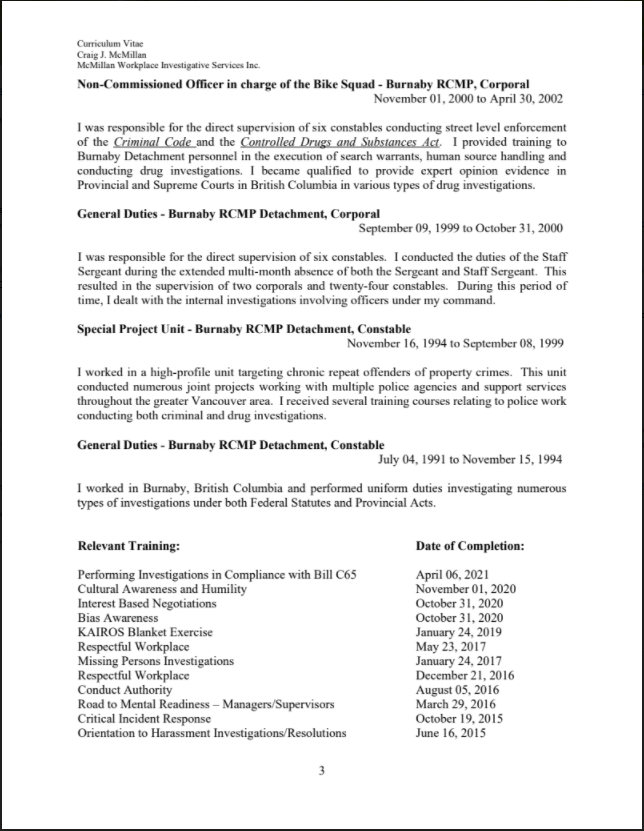 Curriculum Vitae
Craig J. McMillan
McMillan Workplace Investigative Services Inc.
Non-Commissioned Officer in charge of the Bike Squad - Burnaby RCMP, Corporal
November 01, 2000 to April 30, 2002
I was responsible for the direct supervision of six constables conducting street level enforcement
of the Criminal Code and the Controlled Drugs and Substances Act. I provided training to
Burnaby Detachment personnel in the execution of search warrants, human source handling and
conducting drug investigations. I became qualified to provide expert opinion evidence in
Provincial and Supreme Courts in British Columbia in various types of drug investigations.
General Duties - Burnaby RCMP Detachment, Corporal
September 09, 1999 to October 31, 2000
I was responsible for the direct supervision of six constables. I conducted the duties of the Staff
Sergeant during the extended multi-month absence of both the Sergeant and Staff Sergeant. This
resulted in the supervision of two corporals and twenty-four constables. During this period of
time, I dealt with the internal investigations involving officers under my command.
Special Project Unit - Burnaby RCMP Detachment, Constable
November 16, 1994 to September 08, 1999
I worked in a high-profile unit targeting chronic repeat offenders of property crimes. This unit
conducted numerous joint projects working with multiple police agencies and support services
throughout the greater Vancouver area. I received several training courses relating to police work
conducting both criminal and drug investigations.
General Duties - Burnaby RCMP Detachment, Constable
July 04, 1991 to November 15, 1994
I worked in Burnaby, British Columbia and performed uniform duties investigating numerous
types of investigations under both Federal Statutes and Provincial Acts.
Relevant Training: Date of Completion:
Performing Investigations in Compliance with Bill C65 April 06, 2021
Cultural Awareness and Humility November 01, 2020
Interest Based Negotiations October 31, 2020
Bias Awareness October 31, 2020
KAIROS Blanket Exercise January 24, 2019
Respectful Workplace May 23, 2017
Missing Persons Investigations January 24, 2017
Respectful Workplace December 21, 2016
Conduct Authority August 05, 2016
Road to Mental Readiness – Managers/Supervisors March 29, 2016
Critical Incident Response October 19, 2015
Orientation to Harassment Investigations/Resolutions June 16, 2015
3